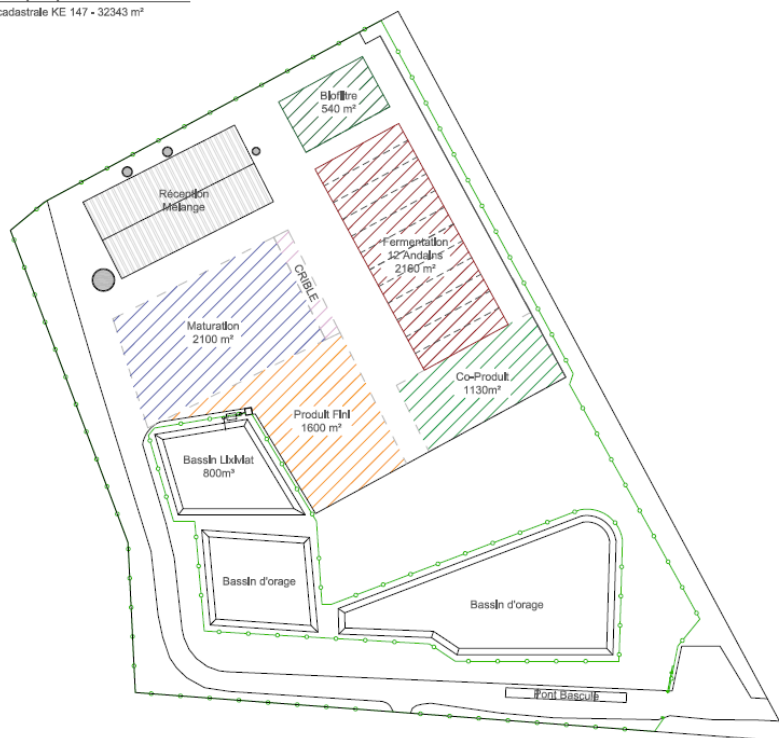 cadastrale KE 147 - 32343 m²
Biofiltre
540 m²
Réception
Mélange
Fermentation
12 Andains
2160 m²
CRIBLE
Maturation
2100 m²
Co-Produit
1130m²
Produit Fini
1600 m²
Bassin Lixiviat
800m³
Bassin d'orage
Bassin d'orage
Pont Bascule